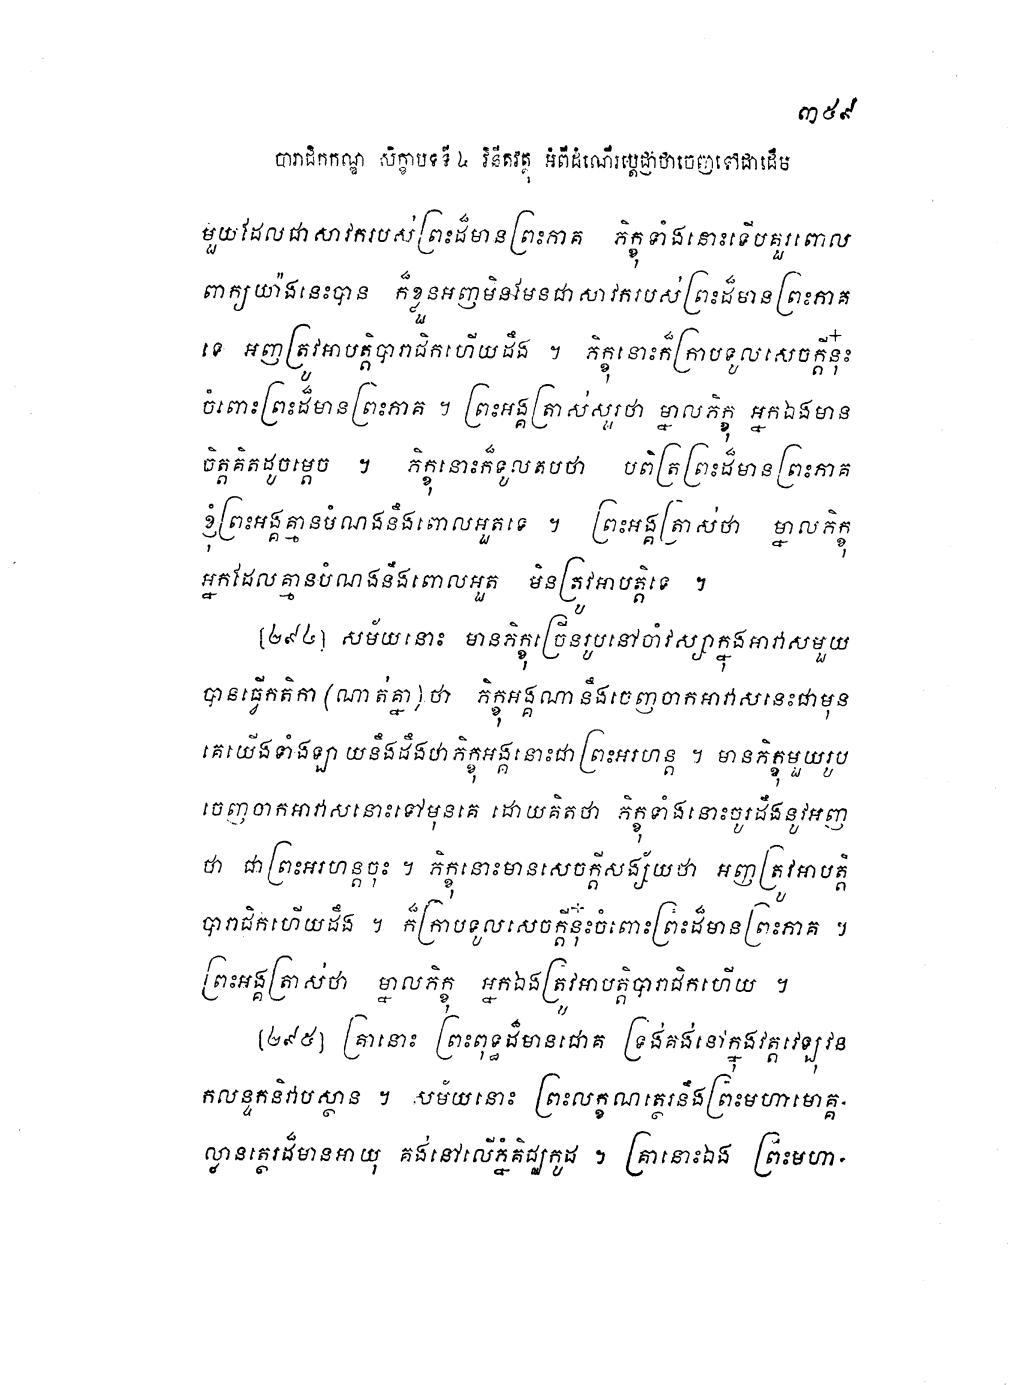 ៣៥៩
បារាជិកកណ្ឌ សិក្ខាបទទី ៤ វិនីតវត្ថុ អំពីដំណើរប្តេជ្ញាថាចេញទៅជាដើម
មួយដែលជាសាវករបស់ព្រះដ៏មានព្រះភាគ ភិក្ខុទាំងនោះទើបគួរពោល
ពាក្យយ៉ាងនេះបាន ក៏ខ្លួនអញមិនមែនជាសាវករបស់ព្រះដ៏មានព្រះភាគ
ទេ អញត្រូវអាបត្តិបារាជិកហើយដឹង ។ ភិក្ខុនោះក៏ក្រាបទូលសេចក្តីនុ៎ះ
ចំពោះព្រះដ៏មានព្រះភាគ ។ ព្រះអង្គត្រាស់សួរថា ម្នាលភិក្ខុ អ្នកឯងមាន
ចិត្តគិតដូចម្តេច ។ ភិក្ខុនោះក៏ទូលតបថា បពិត្រព្រះដ៏មានព្រះភាគ
ខ្ញុំព្រះអង្គគ្មានបំណងនឹងពោលអួតទេ ។ ព្រះអង្គត្រាស់ថា ម្នាលភិក្ខុ
អ្នកដែលគ្មានបំណងនឹងពោលអួត មិនត្រូវអាបត្តិទេ ។
[២៩៤] សម័យនោះ មានភិក្ខុច្រើនរូបនៅចាំវស្សាក្នុងអាវាសមួយ
បានធ្វើកតិកា (ណាត់គ្នា) ថា ភិក្ខុអង្គណានឹងចេញចាកអាវាសនេះជាមុន
គេយើងទាំងឡាយនឹងដឹងថាភិក្ខុអង្គនោះជាព្រះអរហន្ត ។ មានភិក្ខុមួយរូប
ចេញចាកអាវាសនោះទៅមុនគេ ដោយគិតថា ភិក្ខុទាំងនោះចូរដឹងនូវអញ
ថា ជាព្រះអរហន្តចុះ ។ ភិក្ខុនោះមានសេចក្តីសង្ស័យថា អញត្រូវអាបត្តិ
បារាជិកហើយដឹង ។ ក៏ក្រាបទូលសេចក្តីនុ៎ះចំពោះព្រះដ៏មានព្រះភាគ ។
ព្រះអង្គត្រាស់ថា ម្នាលភិក្ខុ អ្នកឯងត្រូវអាបត្តិបារាជិកហើយ ។
[២៩៥] គ្រានោះ ព្រះពុទ្ធដ៏មានជោគ ទ្រង់គង់នៅក្នុងវត្តវេឡុវន
កលន្ទកនិវាបស្ថាន ។ សម័យនោះ ព្រះលក្ខណត្ថេរនឹងព្រះមហាមោគ្គ-
ល្លានត្ថេរដ៏មានអាយុ គង់នៅលើភ្នំគិជ្ឈកូដ ។ គ្រានោះឯង ព្រះមហា-